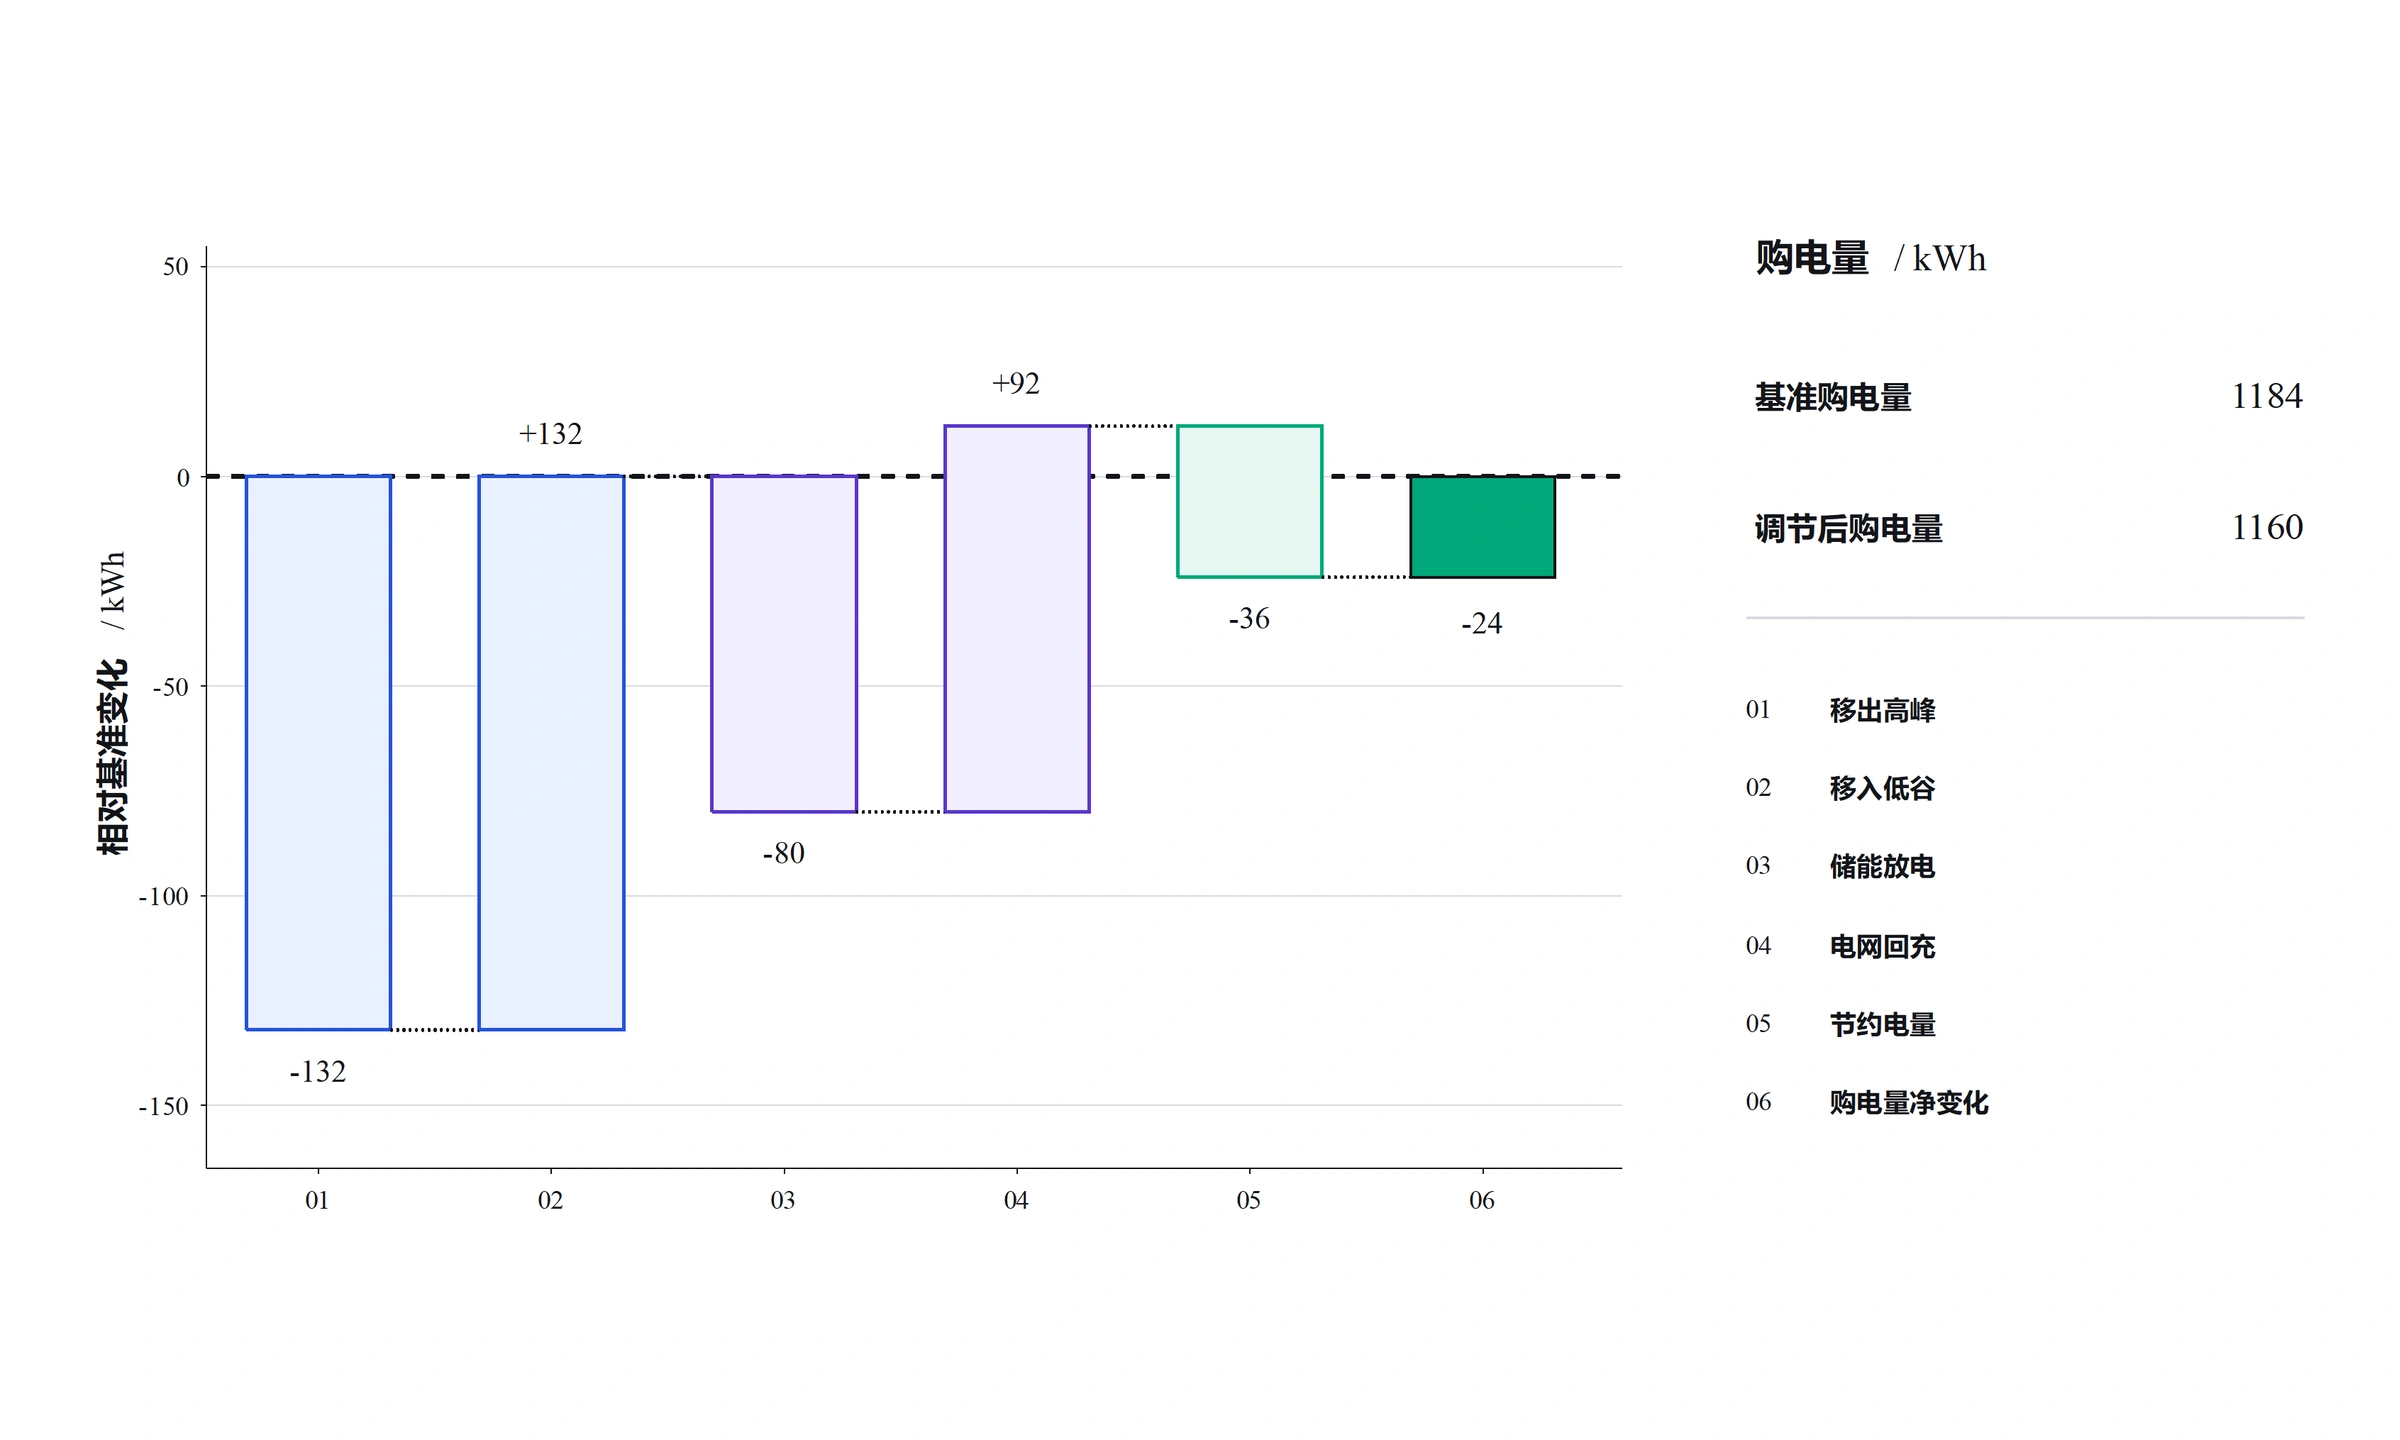 50
0
-50
-100
-150
相对基准变化 / kWh
-132
+132
-80
+92
-36
-24
01
02
03
04
05
06
购电量 / kWh
基准购电量 1184
调节后购电量 1160
01 移出高峰
02 移入低谷
03 储能放电
04 电网回充
05 节约电量
06 购电量净变化